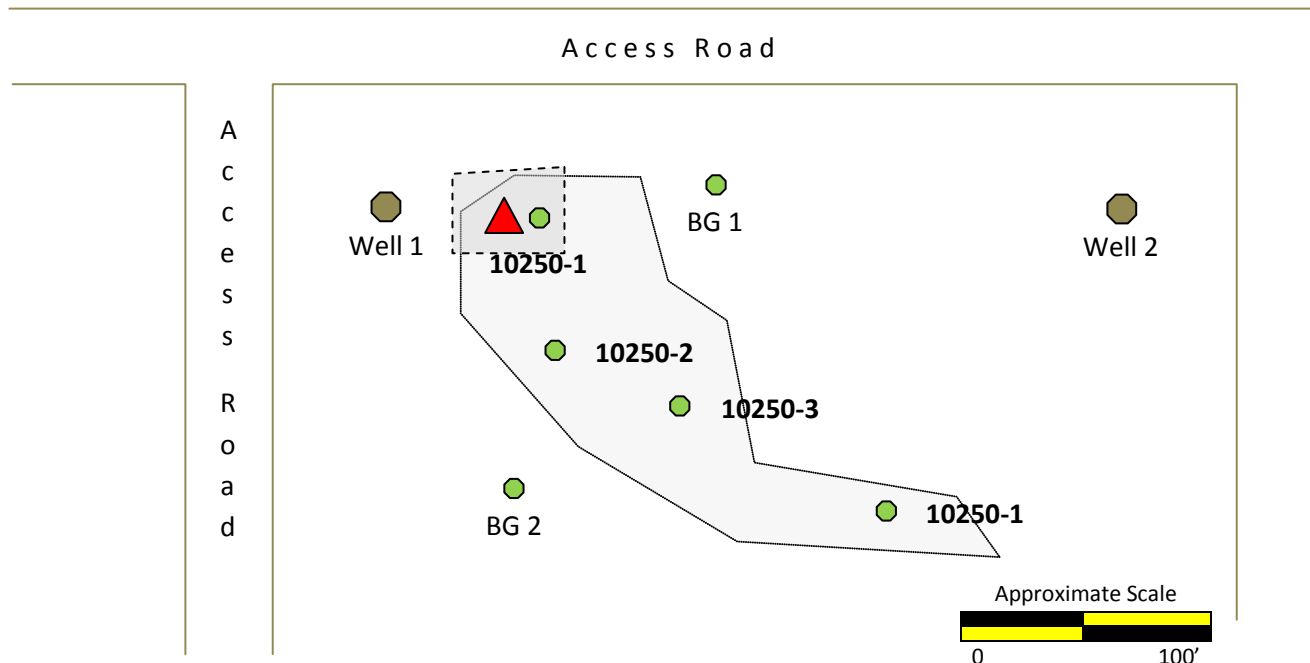 Access Road
Access Road
Well 1
BG 1
Well 2
10250-1
10250-2
10250-3
BG 2
10250-1
Approximate Scale
0 100’